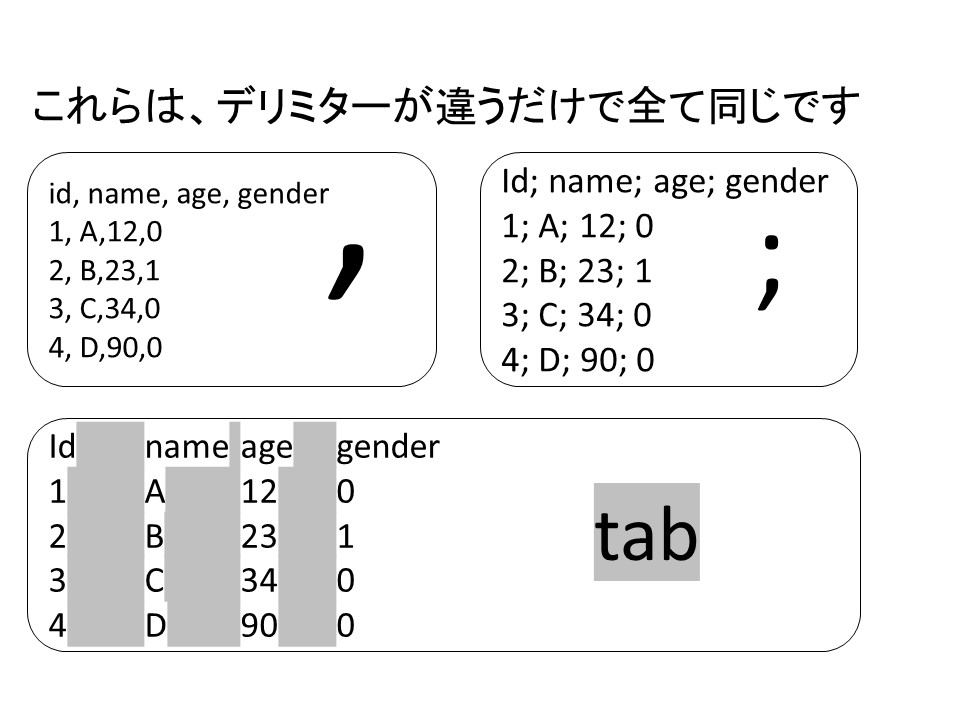 これらは、デリミターが違うだけで全て同じです
id, name, age, gender
1, A,12,0
2, B,23,1
3, C,34,0
4, D,90,0
,
Id; name; age; gender
1; A; 12; 0
2; B; 23; 1
3; C; 34; 0
4; D; 90; 0
;
Id	name	age	gender
1	A	12	0
2	B	23	1
3	C	34	0
4	D	90	0
tab